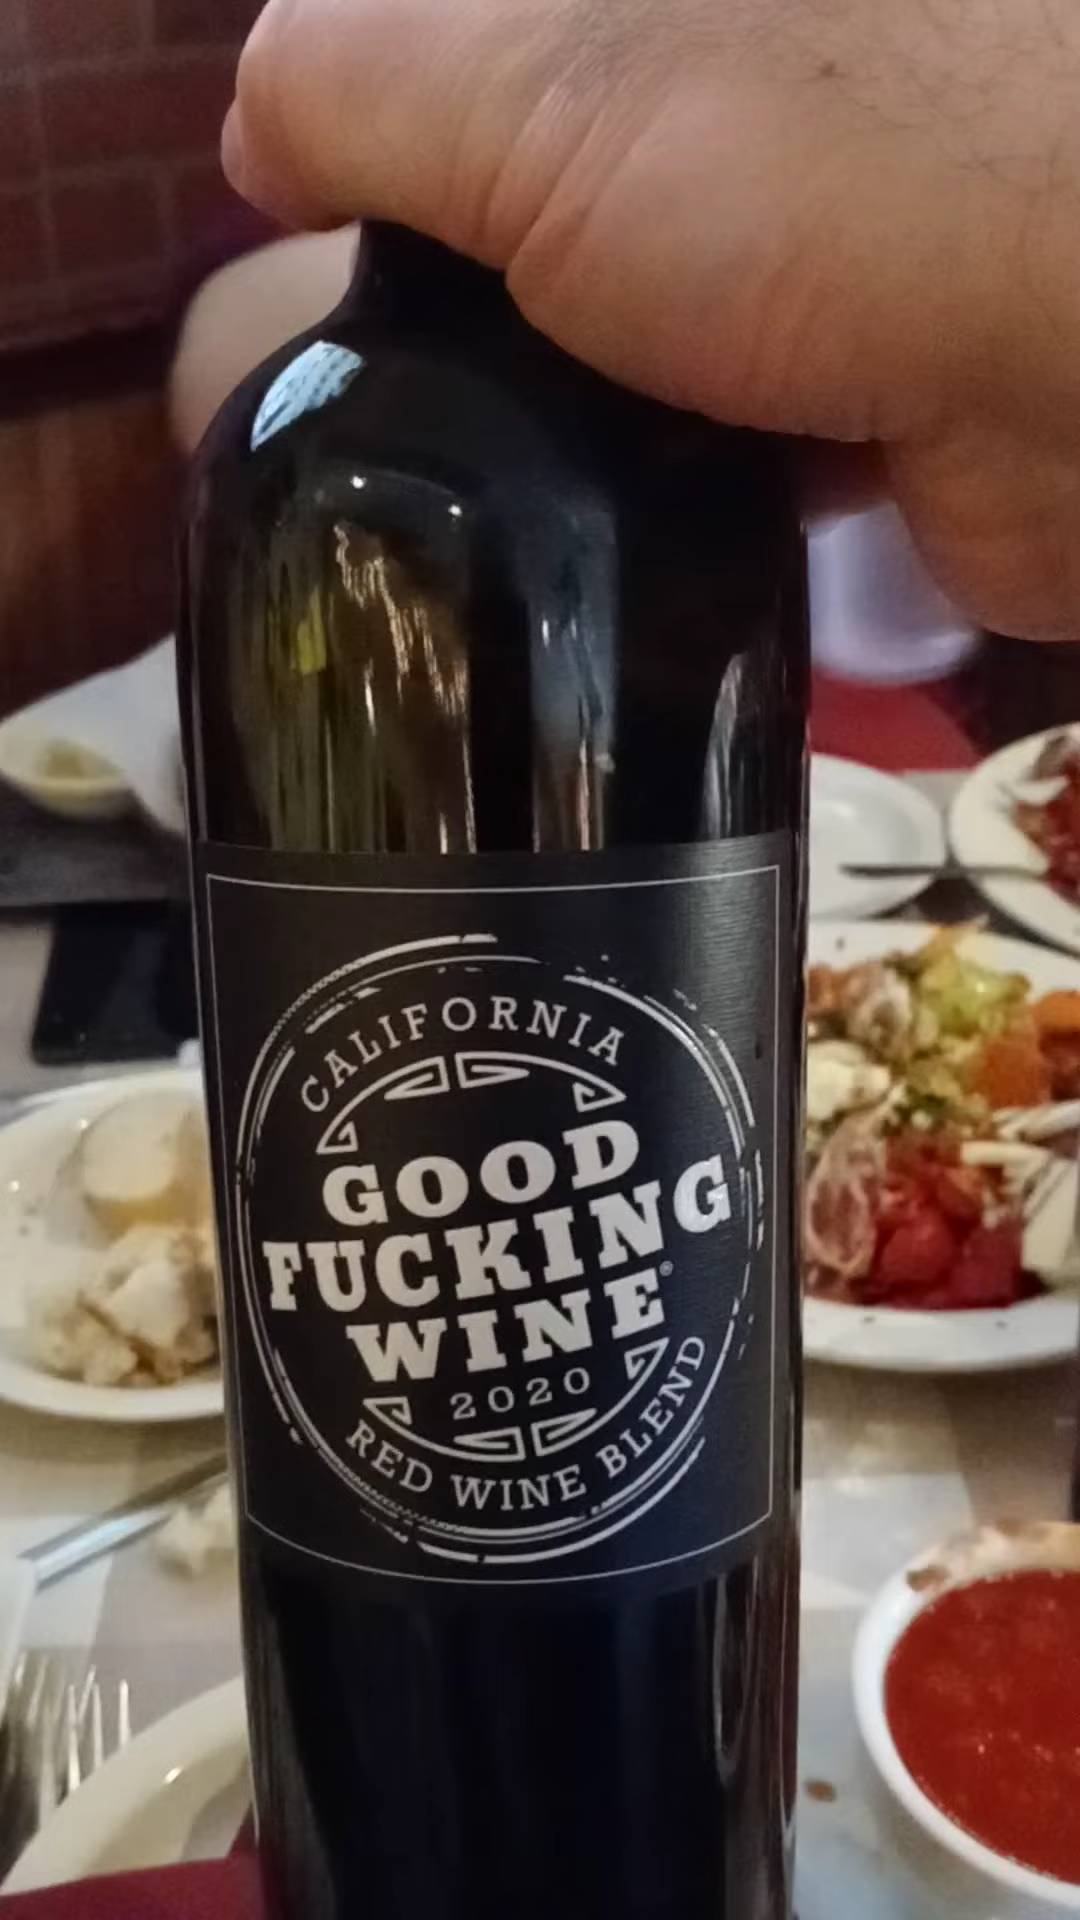 CALIFORNIA
GOOD
FUCKING
WINE®
2020
RED WINE BLEND